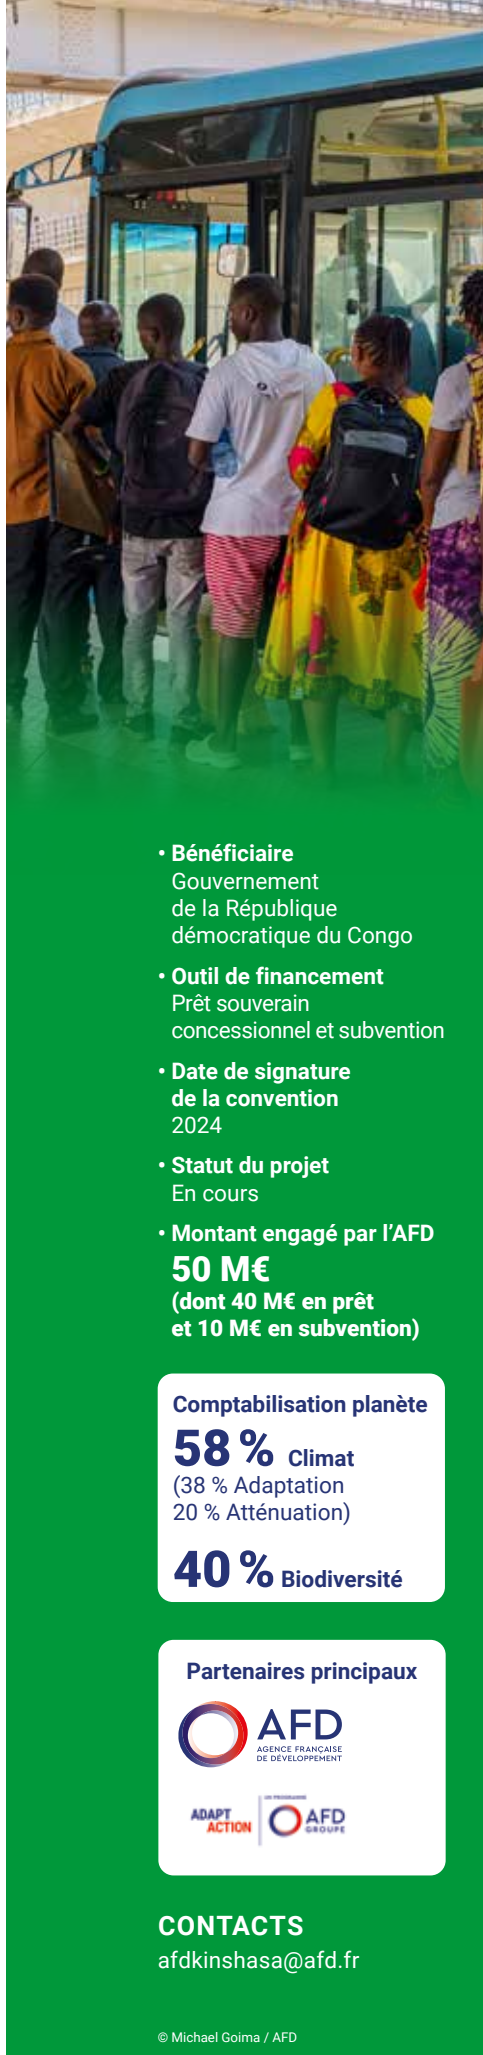 • Bénéficiaire
Gouvernement
de la République
démocratique du Congo
• Outil de financement
Prêt souverain
concessionnel et subvention
• Date de signature
de la convention
2024
• Statut du projet
En cours
• Montant engagé par l’AFD
50 M€
(dont 40 M€ en prêt
et 10 M€ en subvention)
Comptabilisation planète
58 % Climat
(38 % Adaptation
20 % Atténuation)
40 % Biodiversité
Partenaires principaux
AFD
AGENCE FRANÇAISE
DE DÉVELOPPEMENT
UN PROGRAMME
ADAPT
ACTION
AFD
GROUPE
CONTACTS
afdkinshasa@afd.fr
© Michael Goima / AFD